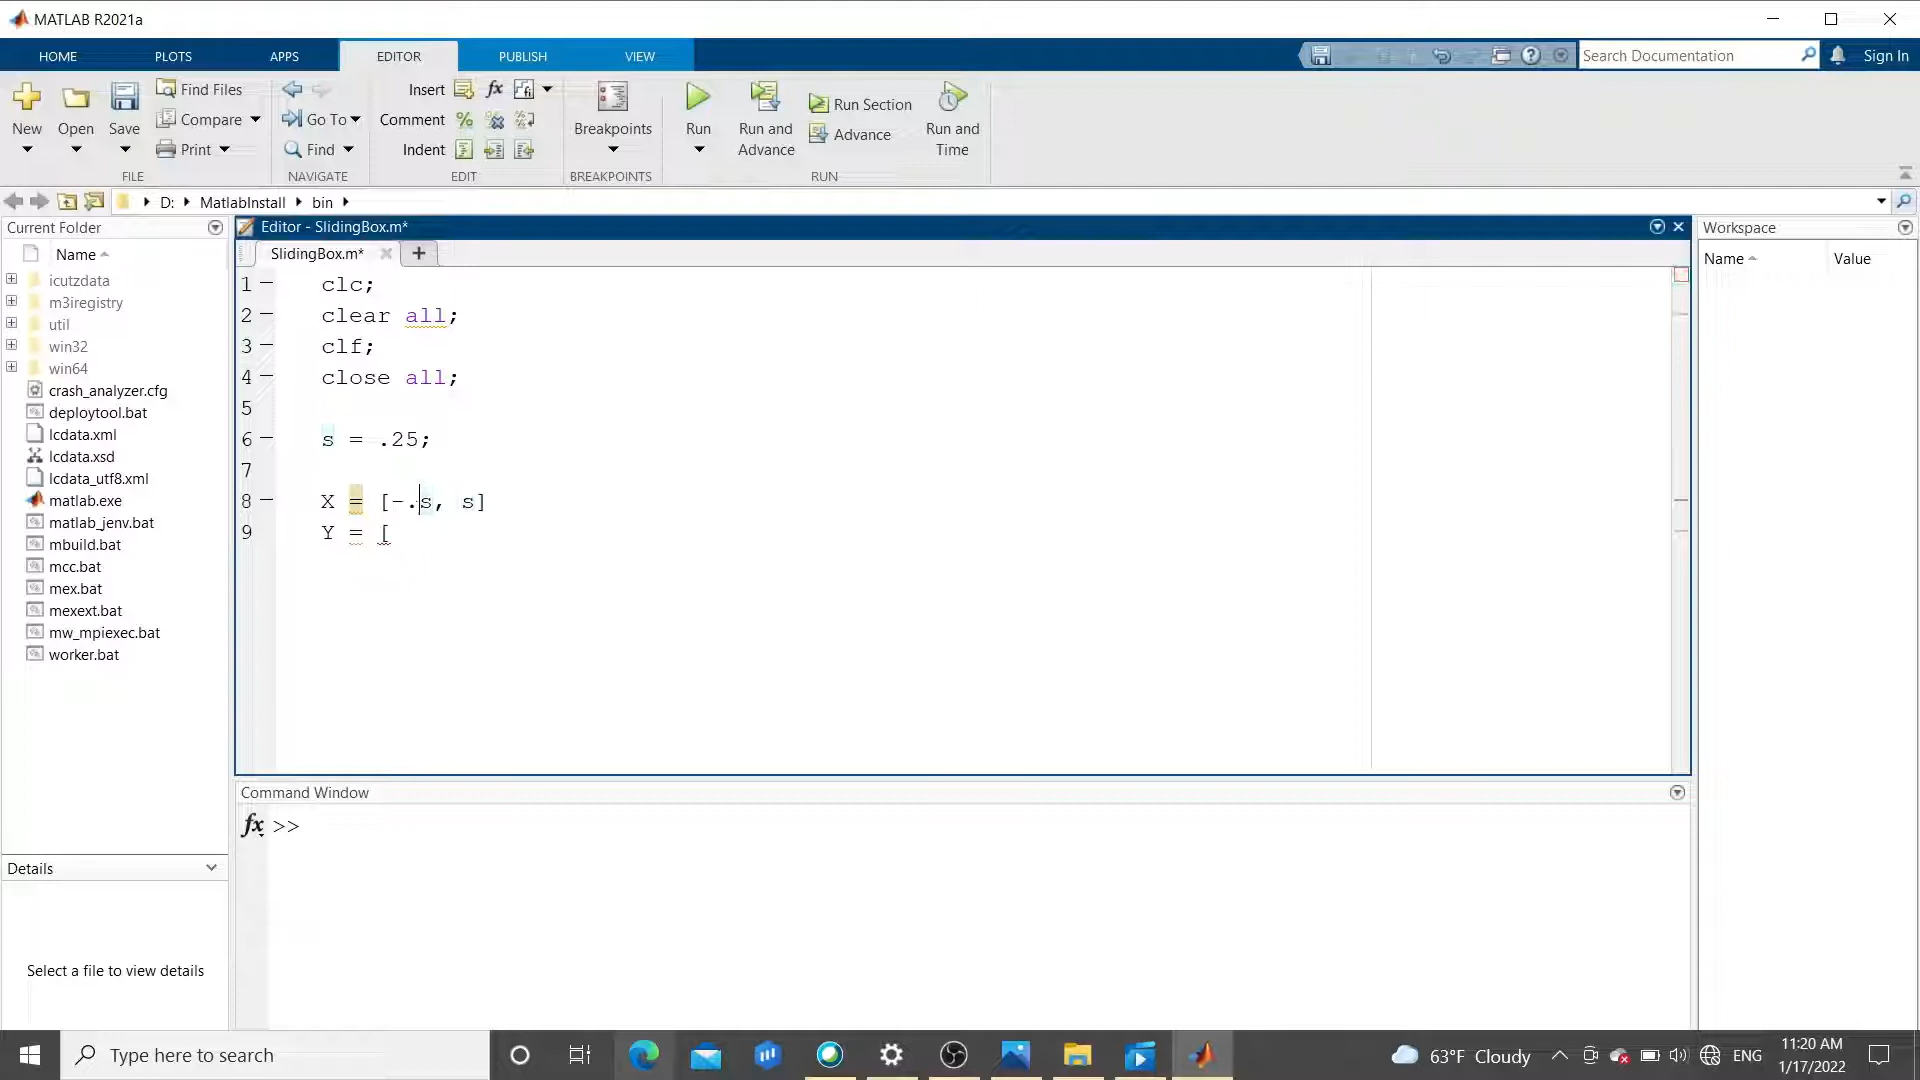 MATLAB R2021a
HOME PLOTS APPS EDITOR PUBLISH VIEW Search Documentation Sign In
New Open Save Find Files Compare Print
Go To Find
Insert fx
Comment
Indent
Breakpoints
Run Run and Advance Run Section Advance Run and Time
FILE NAVIGATE EDIT BREAKPOINTS RUN
D: MatlabInstall bin
Current Folder
Name
icutzdata
m3iregistry
util
win32
win64
crash_analyzer.cfg
deploytool.bat
lcdata.xml
lcdata.xsd
lcdata_utf8.xml
matlab.exe
matlab_jenv.bat
mbuild.bat
mcc.bat
mex.bat
mexext.bat
mw_mpiexec.bat
worker.bat
Details
Select a file to view details
Editor - SlidingBox.m*
SlidingBox.m* +
1 clc;
2 clear all;
3 clf;
4 close all;
5
6 s = .25;
7
8 X = [-.s, s]
9 Y = [
Command Window
fx >>
Workspace
Name Value
Type here to search
63°F Cloudy ENG 11:20 AM
1/17/2022